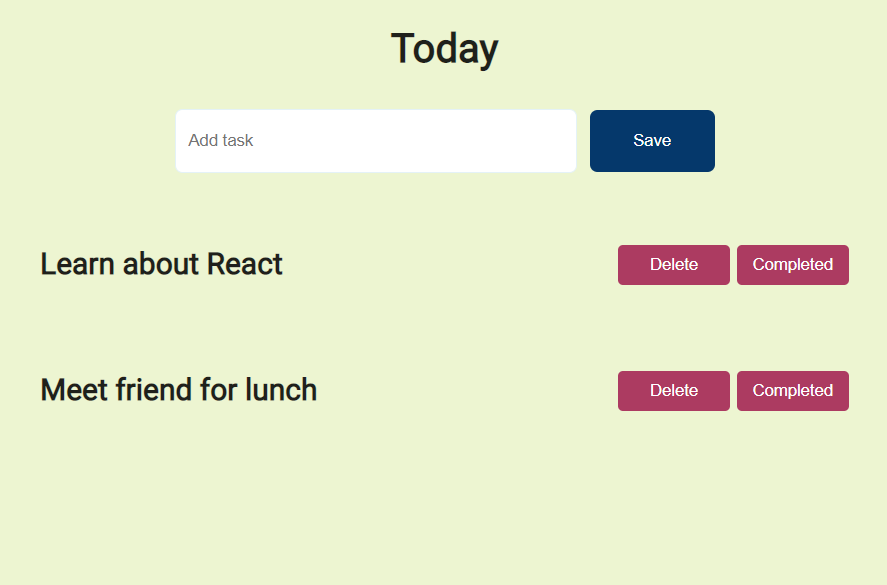 Today
Add task
Save
Learn about React
Delete
Completed
Meet friend for lunch
Delete
Completed